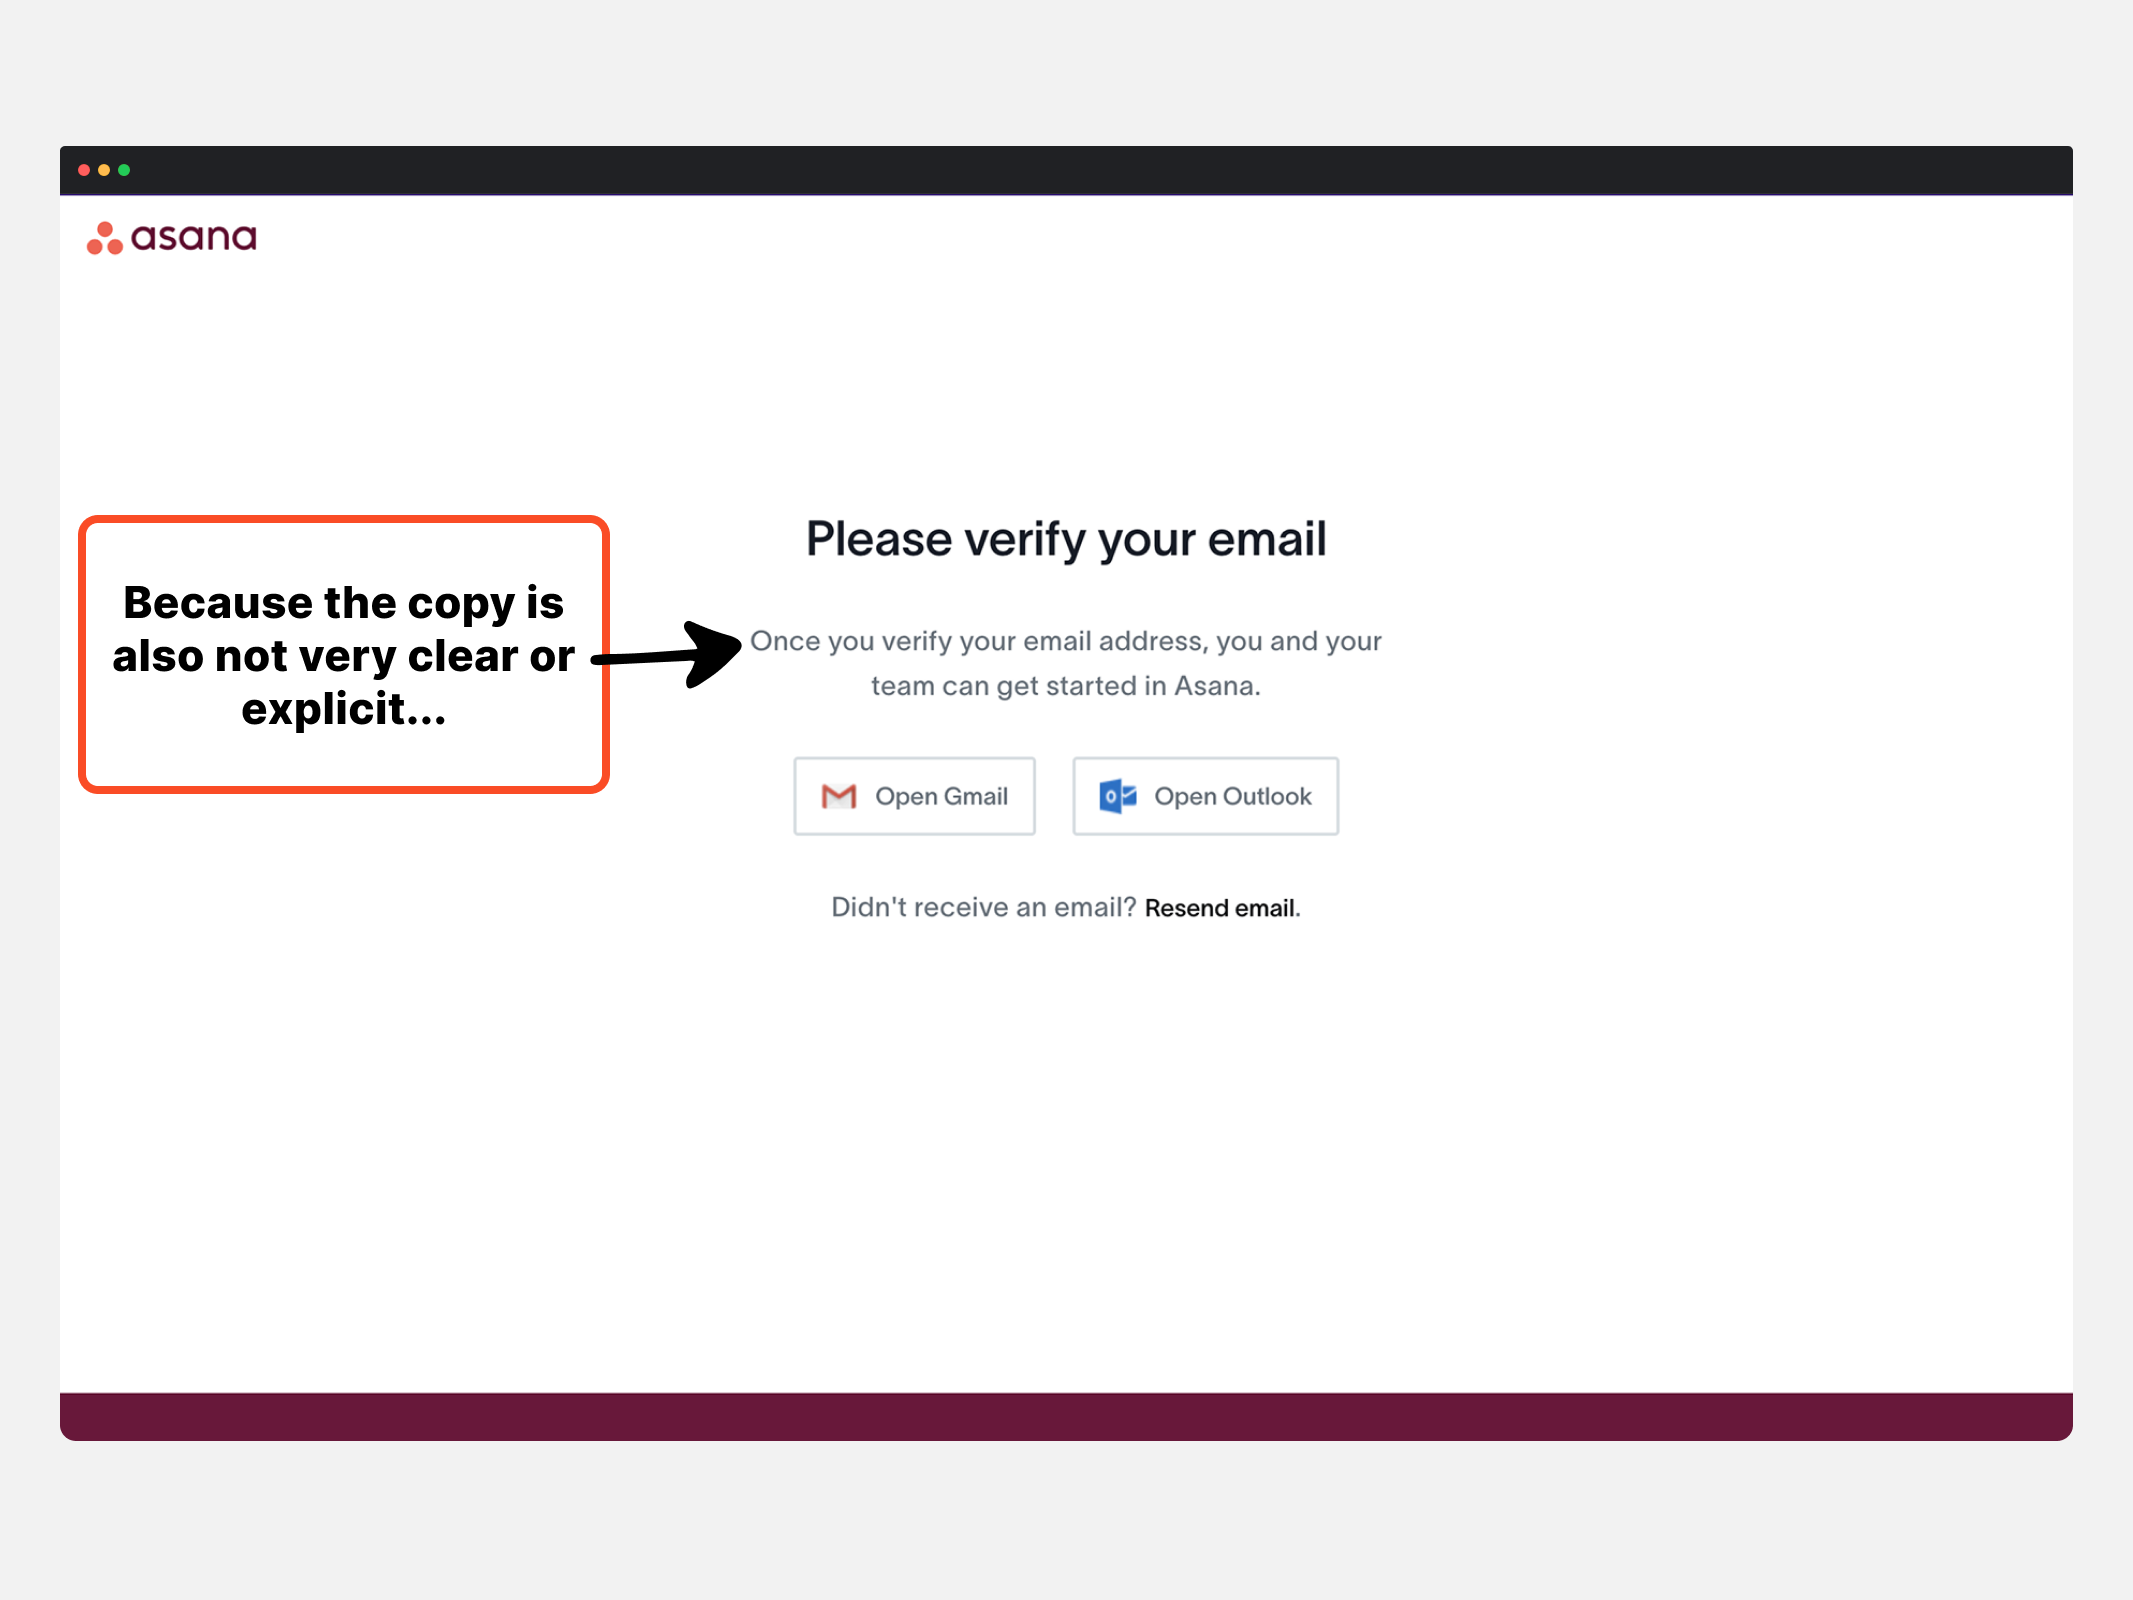 asana
Please verify your email
Because the copy is
also not very clear or
explicit...
Once you verify your email address, you and your
team can get started in Asana.
Open Gmail
Open Outlook
Didn't receive an email? Resend email.